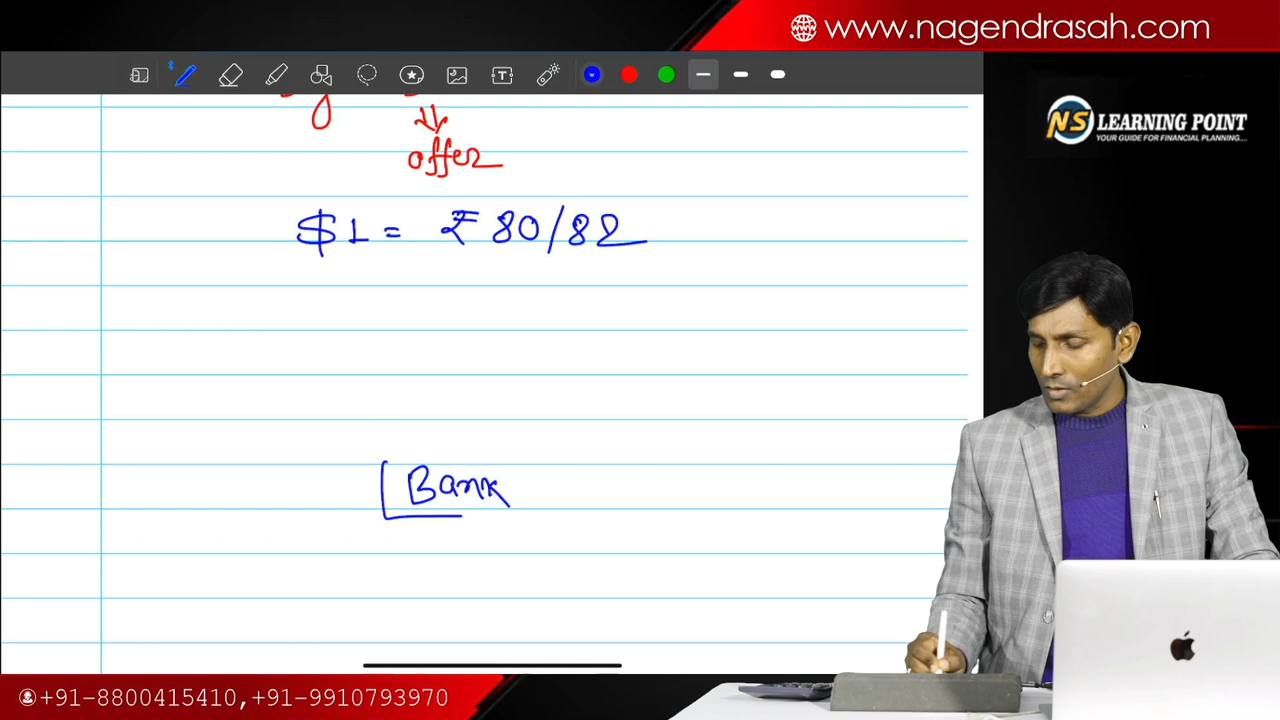 www.nagendrasah.com
NS LEARNING POINT
YOUR GUIDE FOR FINANCIAL PLANNING....
offer
$1 = ₹ 80/82
Bank
+91-8800415410,+91-9910793970